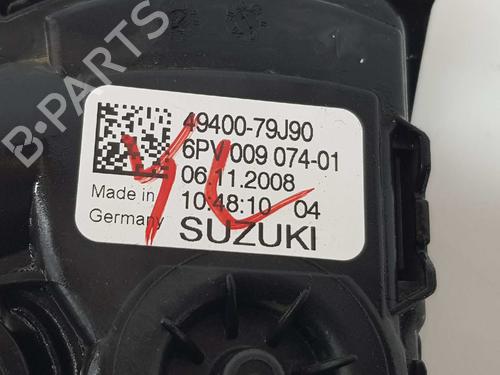 B-Parts
49400-79J90
6PV 009 074-01
06.11.2008
10:48:10 04
Made in
Germany
SUZUKI